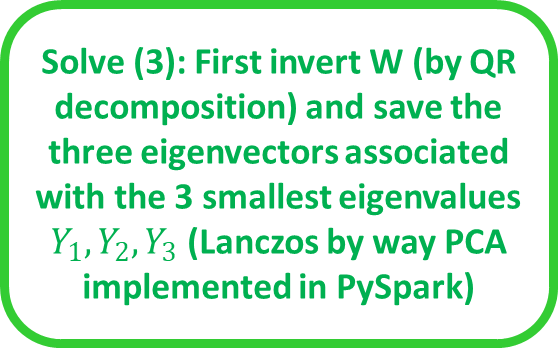 Solve (3): First invert W (by QR
decomposition) and save the
three eigenvectors associated
with the 3 smallest eigenvalues
Y₁, Y₂, Y₃ (Lanczos by way PCA
implemented in PySpark)